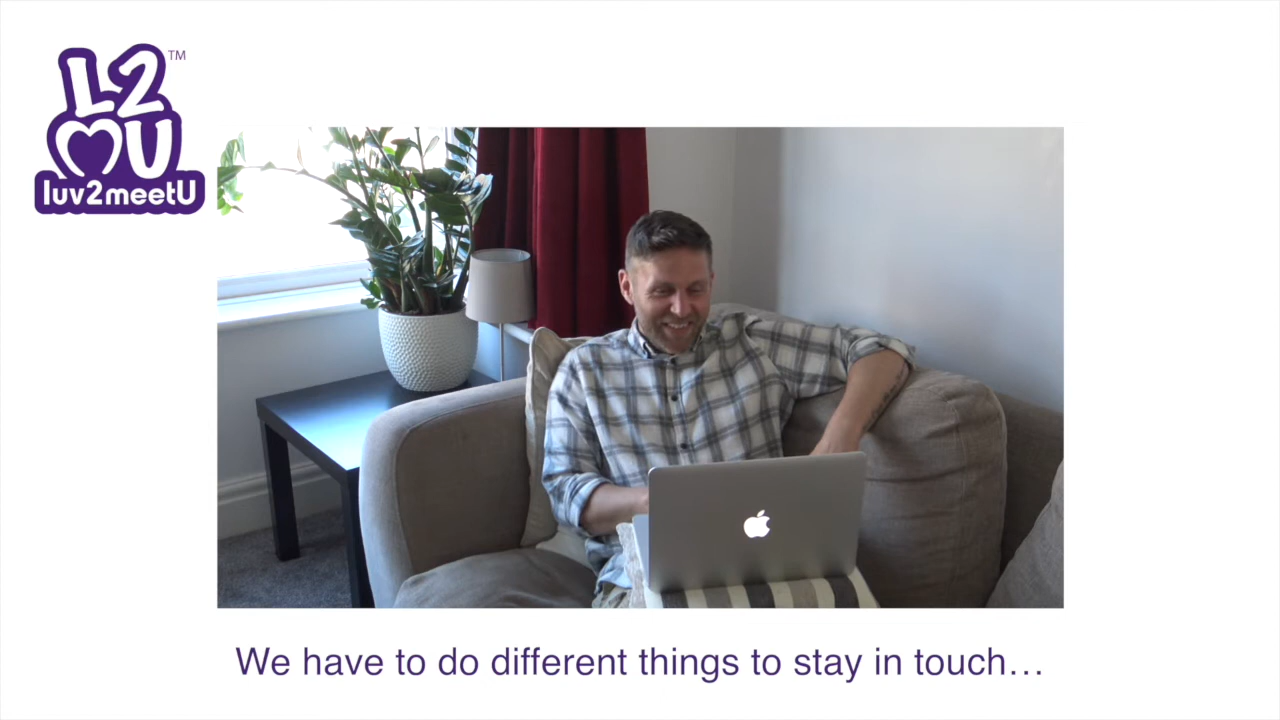 L2
U
luv2meetU
TM
We have to do different things to stay in touch…